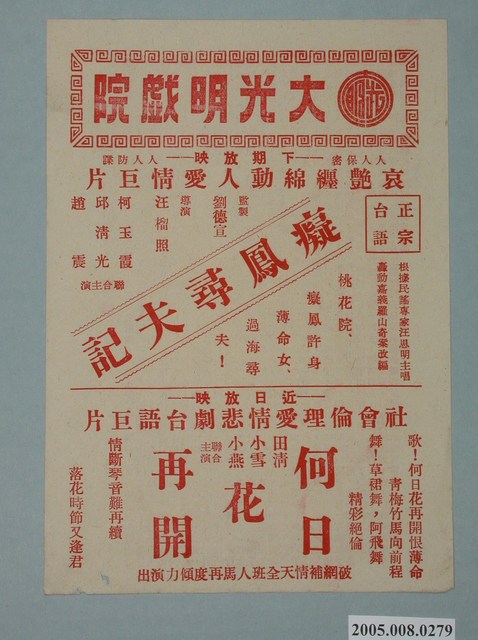 大光明戲院
人人保密 ——下期放映—— 人人防諜
哀艷纏綿動人愛情巨片
正宗
台語
根據民謠專家汪思明主唱
轟動嘉義羅山奇案改編
癡鳳尋夫記
桃花院、
癡鳳許身
薄命女、
過海尋
夫！
監製
劉德宣
導演
汪榴照
柯玉霞
邱清光
趙震
聯合主演
——近日放映——
社會倫理愛情悲劇台語巨片
歌！何日花再開恨薄命
青梅竹馬向前程
舞！草裙舞，阿飛舞
精彩絕倫
何日
花
再開
田清
小雪
小燕
聯合
主演
情斷琴音難再續
落花時節又逢君
破網補情天全班人馬再度傾力演出
2005.008.0279